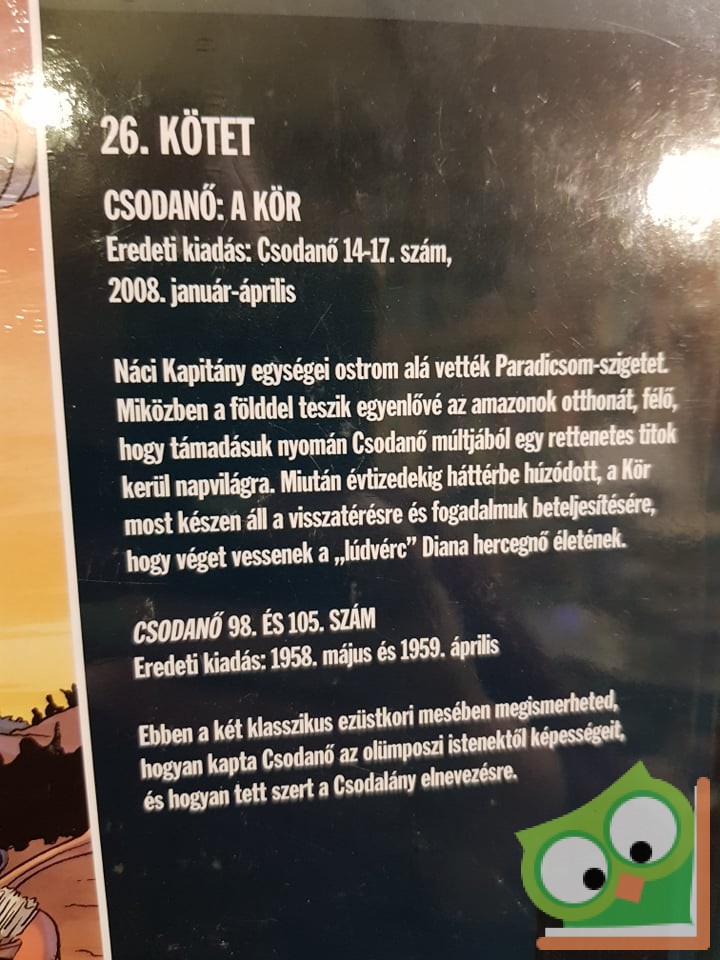 26. KÖTET
CSODANŐ: A KÖR
Eredeti kiadás: Csodanő 14-17. szám,
2008. január-április
Náci Kapitány egységei ostrom alá vették Paradicsom-szigetet.
Miközben a földdel teszik egyenlővé az amazonok otthonát, félő,
hogy támadásuk nyomán Csodanő múltjából egy rettenetes titok
kerül napvilágra. Miután évtizedekig háttérbe húzódott, a Kör
most készen áll a visszatérésre és fogadalmuk beteljesítésére,
hogy véget vessenek a „lúdvérc” Diana hercegnő életének.
CSODANŐ 98. ÉS 105. SZÁM
Eredeti kiadás: 1958. május és 1959. április
Ebben a két klasszikus ezüstkori mesében megismerheted,
hogyan kapta Csodanő az olümposzi istenektől képességeit,
és hogyan tett szert a Csodalány elnevezésre.